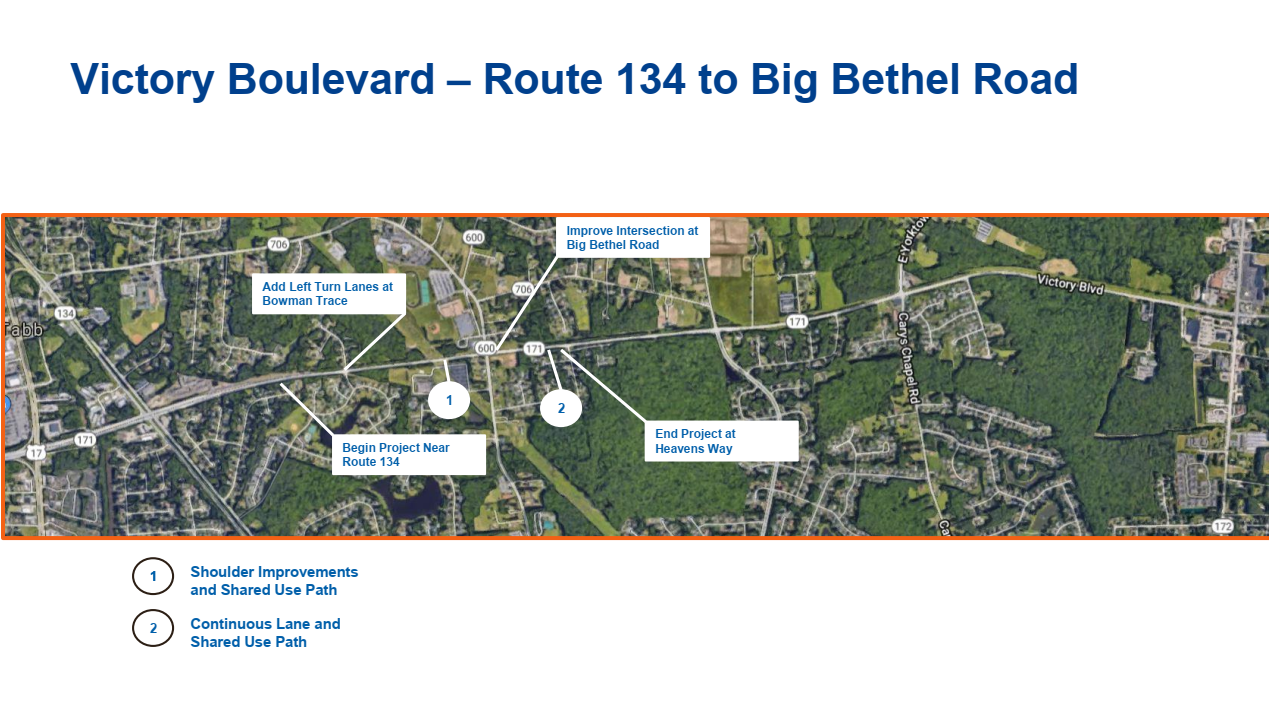 Victory Boulevard – Route 134 to Big Bethel Road
Improve Intersection at
Big Bethel Road
Add Left Turn Lanes at
Bowman Trace
706
600
706
134
Tabb
600
171
171
Victory Blvd
E Yorktow
Carys Chapel Rd
1
2
Begin Project Near
Route 134
End Project at
Heavens Way
171
17
Ca
172
1
Shoulder Improvements
and Shared Use Path
2
Continuous Lane and
Shared Use Path